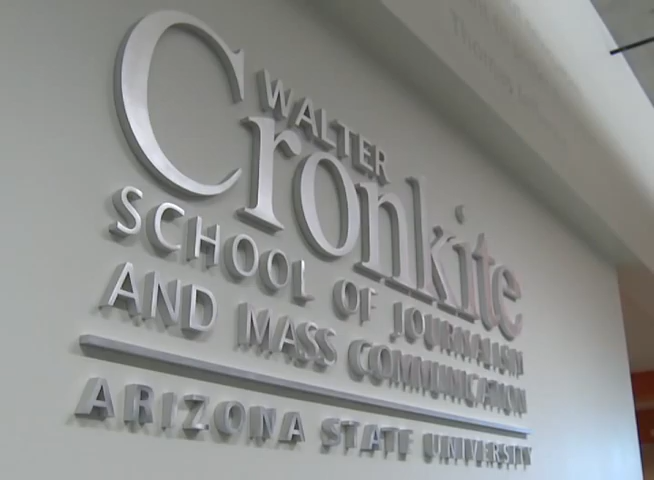 WALTER
Cronkite
SCHOOL OF JOURNALISM
AND MASS COMMUNICATION
ARIZONA STATE UNIVERSITY